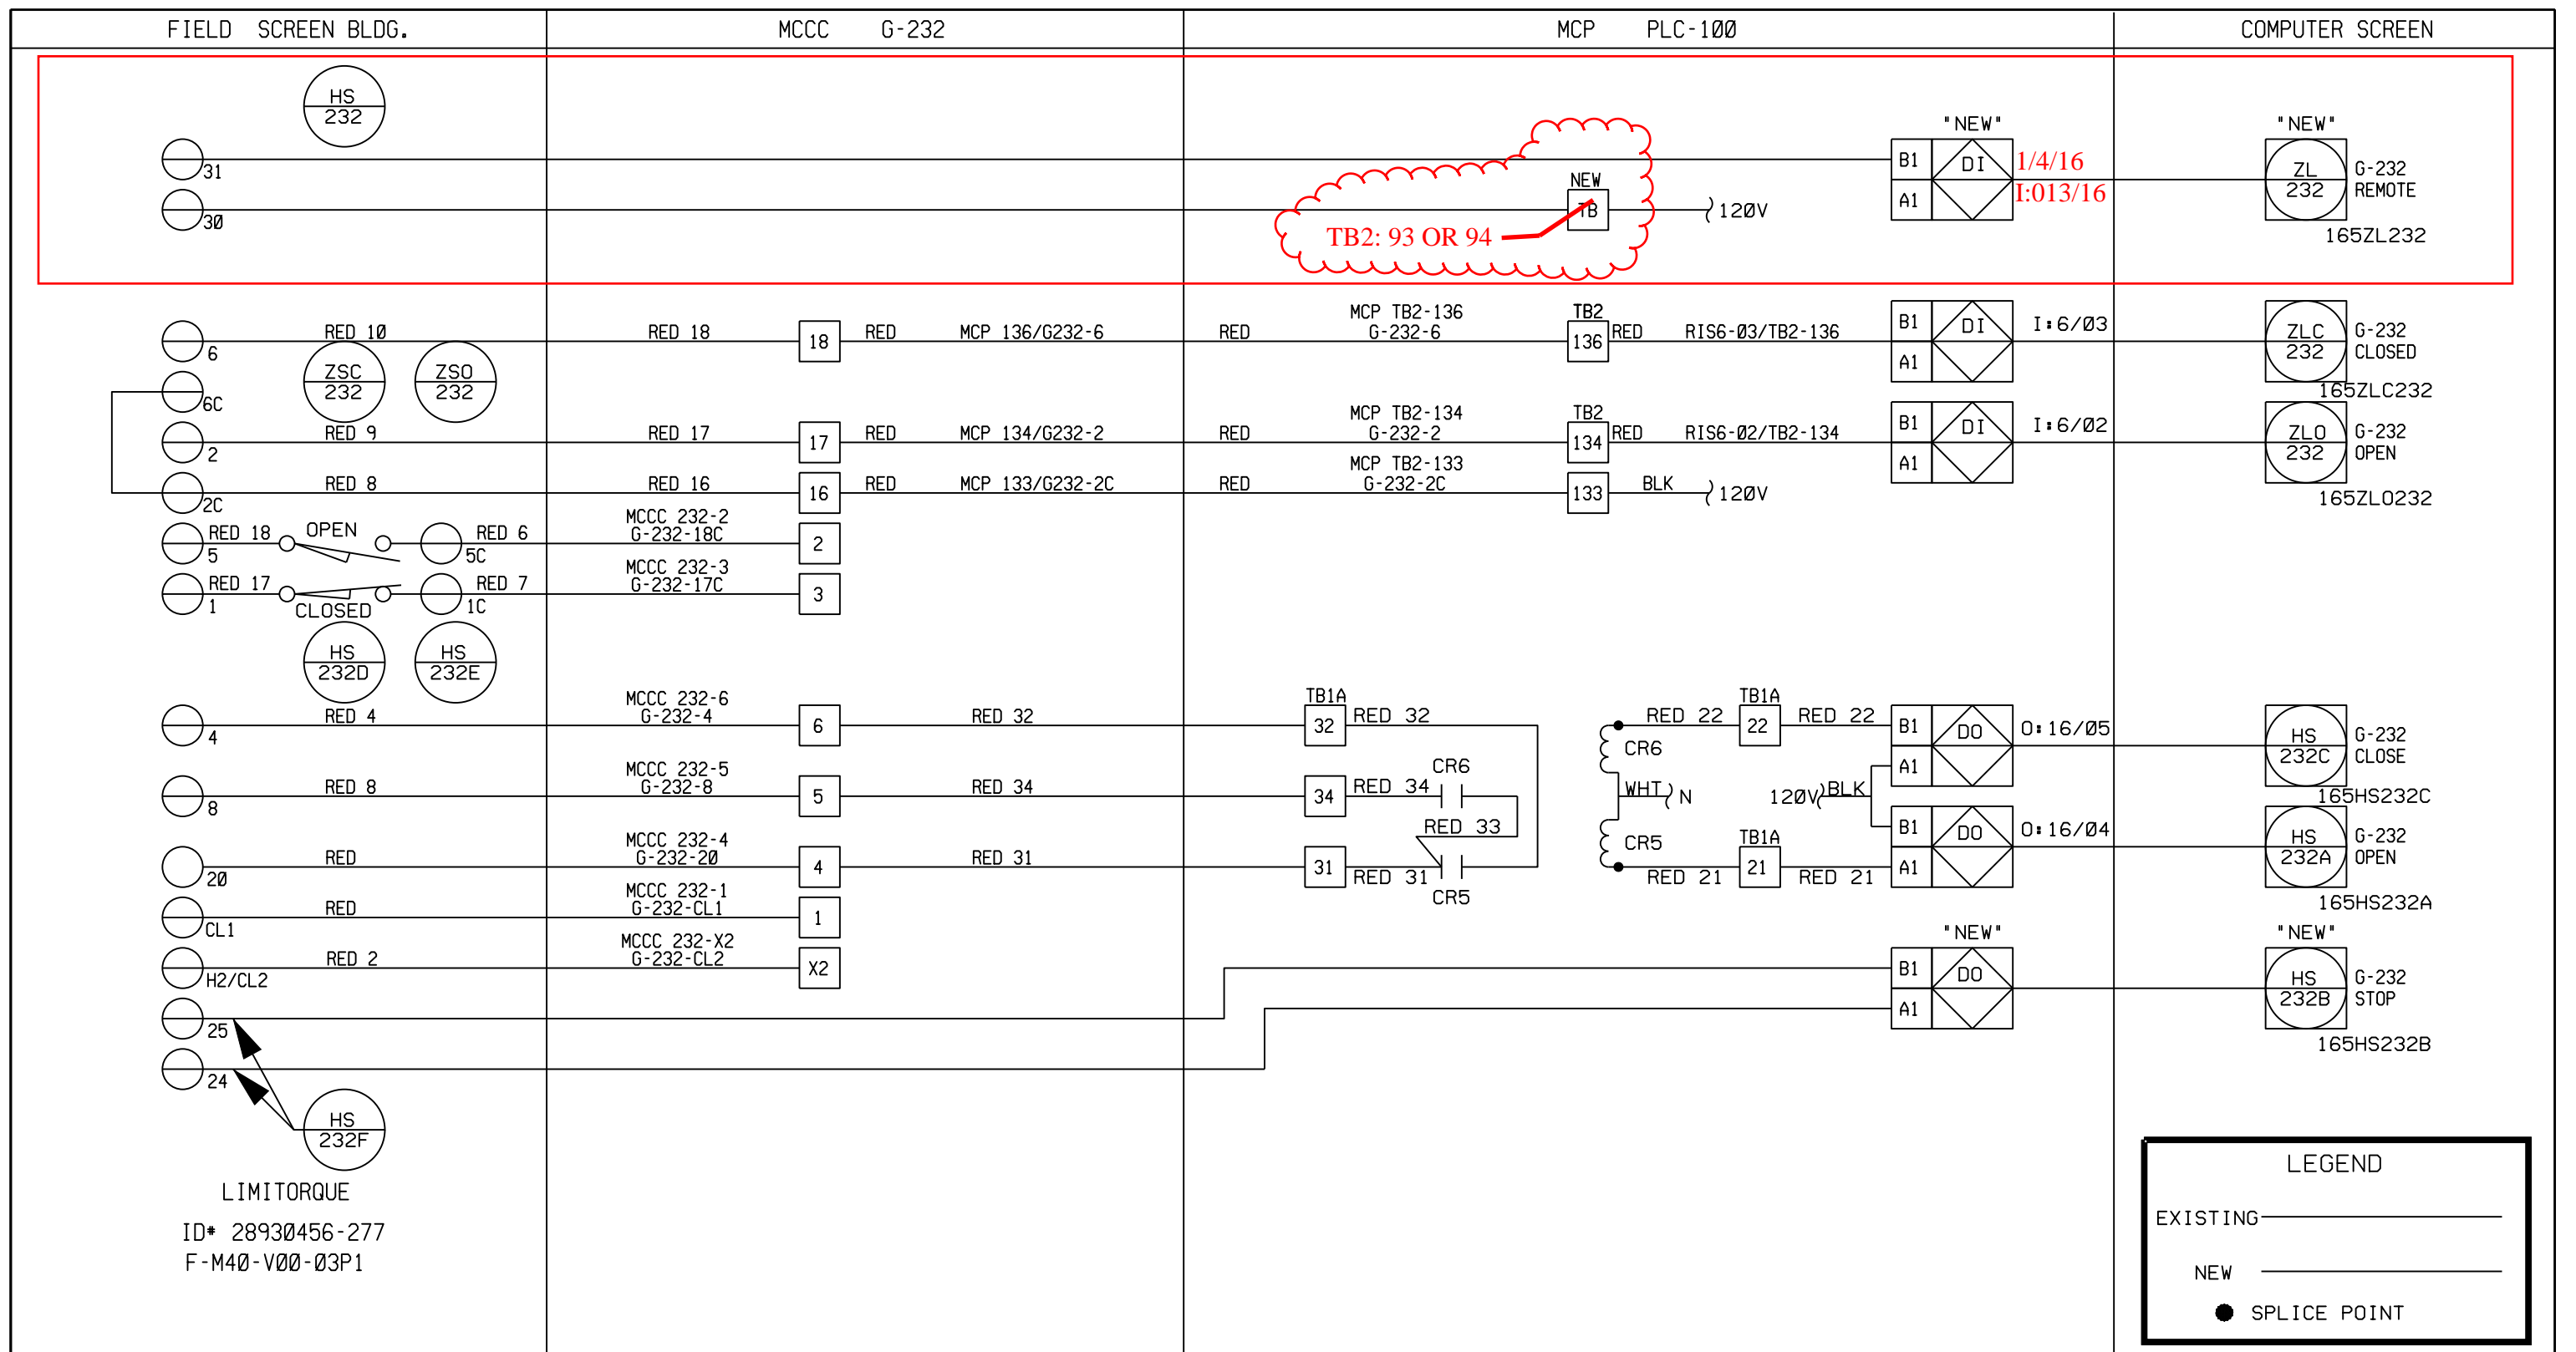 FIELD SCREEN BLDG.
MCCC G-232
MCP PLC-100
COMPUTER SCREEN
HS
232
31
30
NEW
TB
120V
TB2: 93 OR 94
"NEW"
B1
A1
DI
1/4/16
I:013/16
"NEW"
ZL
232
G-232
REMOTE
165ZL232
6
RED 10
RED 18
18
RED
MCP 136/G232-6
RED
MCP TB2-136
G-232-6
TB2
136
RED
RIS6-03/TB2-136
B1
A1
DI
I:6/03
ZLC
232
G-232
CLOSED
165ZLC232
ZSC
232
ZSO
232
6C
2
RED 9
RED 17
17
RED
MCP 134/G232-2
RED
MCP TB2-134
G-232-2
TB2
134
RED
RIS6-02/TB2-134
B1
A1
DI
I:6/02
ZLO
232
G-232
OPEN
165ZLO232
2C
RED 8
RED 16
16
RED
MCP 133/G232-2C
RED
MCP TB2-133
G-232-2C
133
BLK
120V
5
RED 18
OPEN
5C
RED 6
MCCC 232-2
G-232-18C
2
1
RED 17
CLOSED
1C
RED 7
MCCC 232-3
G-232-17C
3
HS
232D
HS
232E
4
RED 4
MCCC 232-6
G-232-4
6
RED 32
TB1A
32
RED 32
CR6
RED 22
TB1A
22
RED 22
B1
A1
DO
O:16/05
HS
232C
G-232
CLOSE
165HS232C
8
RED 8
MCCC 232-5
G-232-8
5
RED 34
34
RED 34
CR6
RED 33
WHT
N
120V
BLK
20
RED
MCCC 232-4
G-232-20
4
RED 31
31
RED 31
CR5
CR5
RED 21
TB1A
21
RED 21
B1
A1
DO
O:16/04
HS
232A
G-232
OPEN
165HS232A
CL1
RED
MCCC 232-1
G-232-CL1
1
H2/CL2
RED 2
MCCC 232-X2
G-232-CL2
X2
"NEW"
B1
A1
DO
"NEW"
HS
232B
G-232
STOP
165HS232B
25
24
HS
232F
LIMITORQUE
ID# 28930456-277
F-M40-V00-03P1
LEGEND
EXISTING
NEW
SPLICE POINT